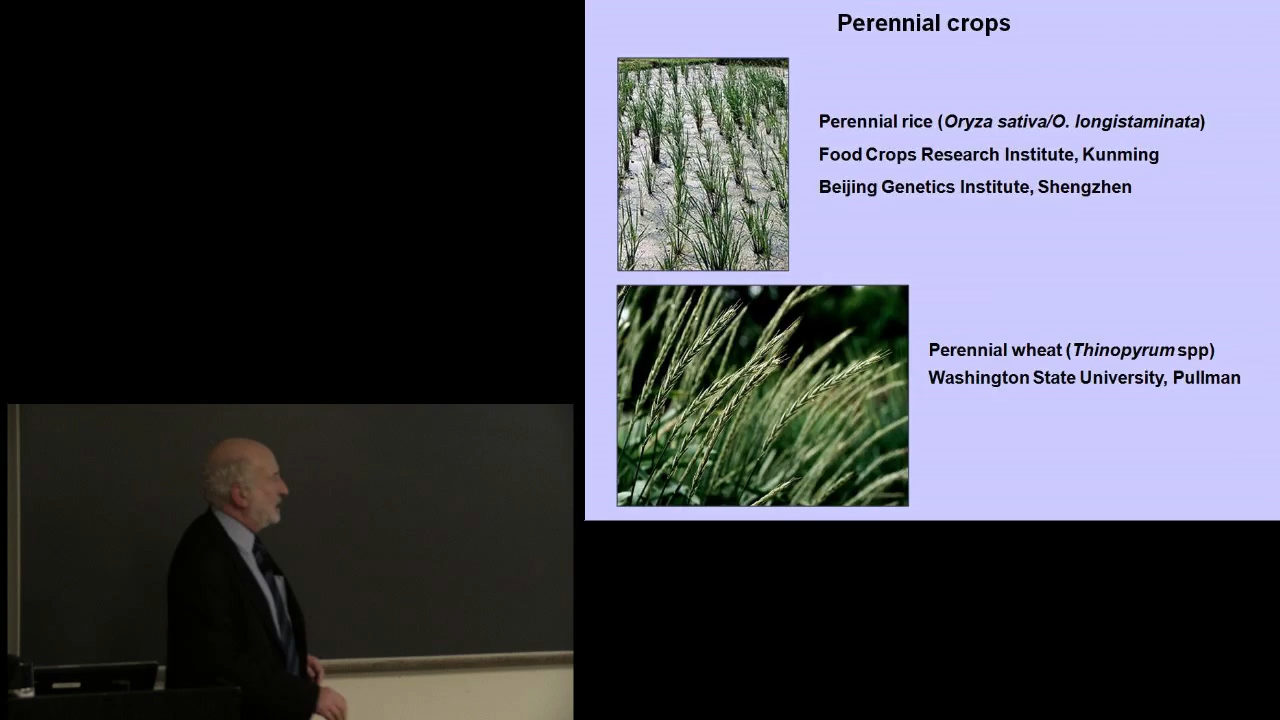 Perennial crops
Perennial rice (Oryza sativa/O. longistaminata)
Food Crops Research Institute, Kunming
Beijing Genetics Institute, Shengzhen
Perennial wheat (Thinopyrum spp)
Washington State University, Pullman